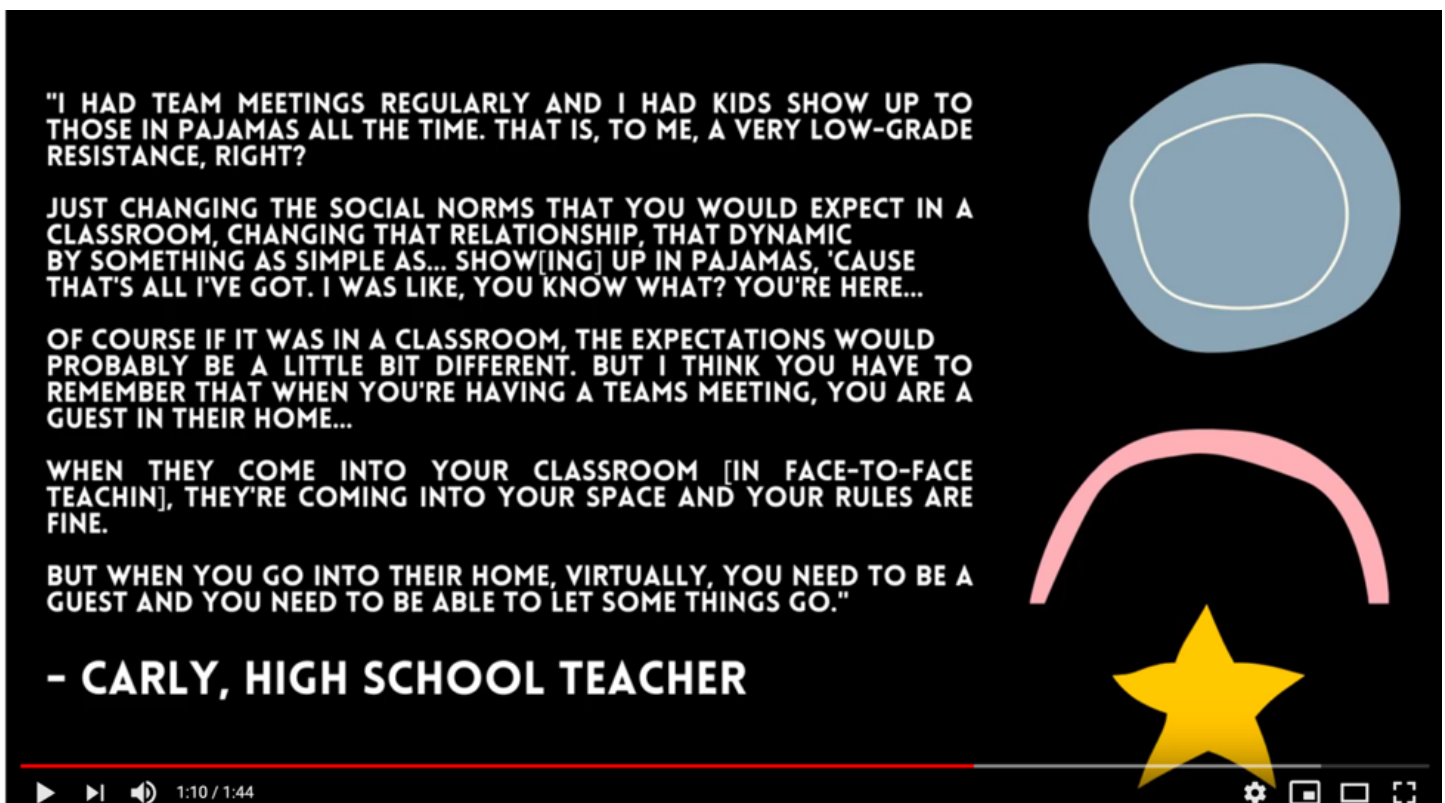 "I HAD TEAM MEETINGS REGULARLY AND I HAD KIDS SHOW UP TO
THOSE IN PAJAMAS ALL THE TIME. THAT IS, TO ME, A VERY LOW-GRADE
RESISTANCE, RIGHT?
JUST CHANGING THE SOCIAL NORMS THAT YOU WOULD EXPECT IN A
CLASSROOM, CHANGING THAT RELATIONSHIP, THAT DYNAMIC
BY SOMETHING AS SIMPLE AS... SHOW[ING] UP IN PAJAMAS, 'CAUSE
THAT'S ALL I'VE GOT. I WAS LIKE, YOU KNOW WHAT? YOU'RE HERE...
OF COURSE IF IT WAS IN A CLASSROOM, THE EXPECTATIONS WOULD
PROBABLY BE A LITTLE BIT DIFFERENT. BUT I THINK YOU HAVE TO
REMEMBER THAT WHEN YOU'RE HAVING A TEAMS MEETING, YOU ARE A
GUEST IN THEIR HOME...
WHEN THEY COME INTO YOUR CLASSROOM [IN FACE-TO-FACE
TEACHIN], THEY'RE COMING INTO YOUR SPACE AND YOUR RULES ARE
FINE.
BUT WHEN YOU GO INTO THEIR HOME, VIRTUALLY, YOU NEED TO BE A
GUEST AND YOU NEED TO BE ABLE TO LET SOME THINGS GO."
- CARLY, HIGH SCHOOL TEACHER
1:10 / 1:44